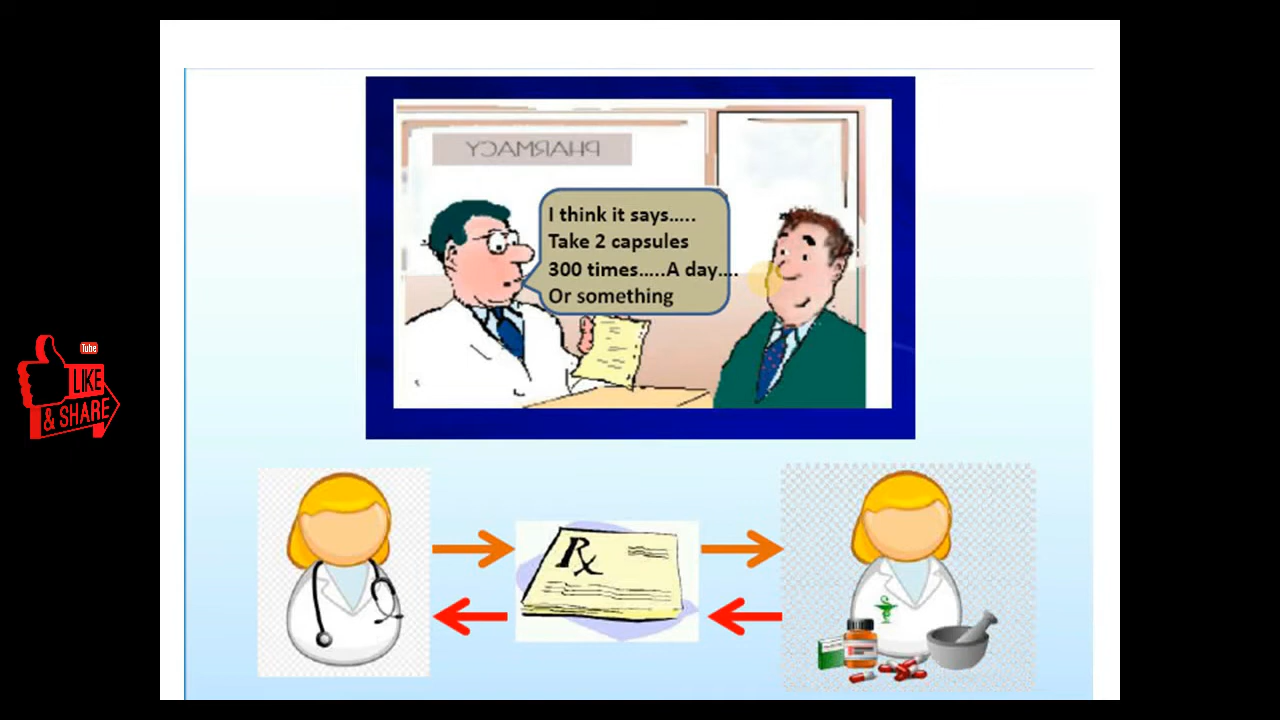 PHARMACY
I think it says.....
Take 2 capsules
300 times.....A day....
Or something
Tube
LIKE
& SHARE
Rx